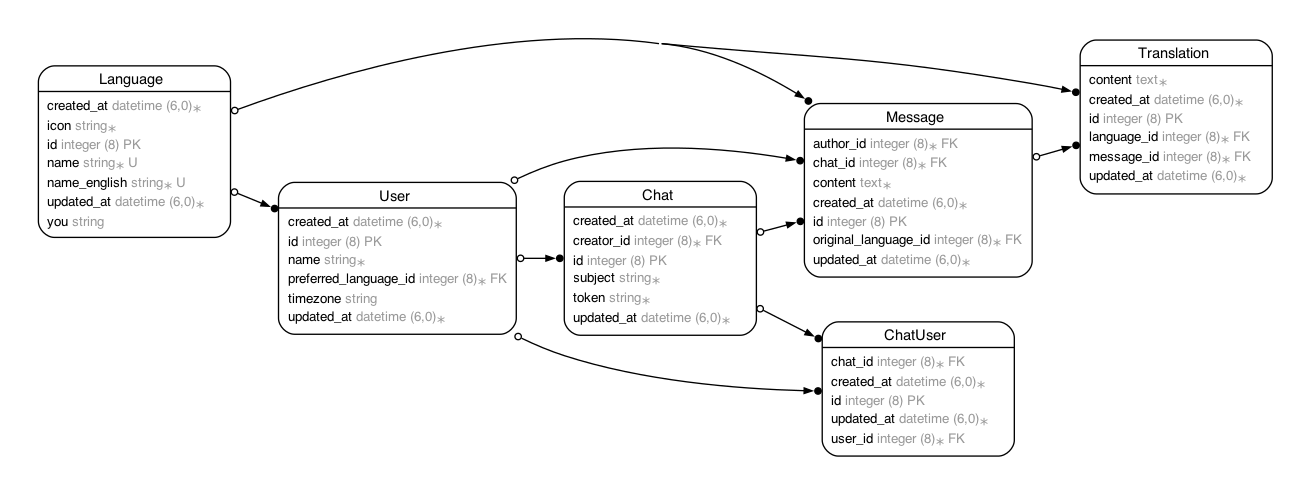 Language
created_at datetime (6,0)∗
icon string∗
id integer (8) PK
name string∗ U
name_english string∗ U
updated_at datetime (6,0)∗
you string
User
created_at datetime (6,0)∗
id integer (8) PK
name string∗
preferred_language_id integer (8)∗ FK
timezone string
updated_at datetime (6,0)∗
Chat
created_at datetime (6,0)∗
creator_id integer (8)∗ FK
id integer (8) PK
subject string∗
token string∗
updated_at datetime (6,0)∗
Message
author_id integer (8)∗ FK
chat_id integer (8)∗ FK
content text∗
created_at datetime (6,0)∗
id integer (8) PK
original_language_id integer (8)∗ FK
updated_at datetime (6,0)∗
ChatUser
chat_id integer (8)∗ FK
created_at datetime (6,0)∗
id integer (8) PK
updated_at datetime (6,0)∗
user_id integer (8)∗ FK
Translation
content text∗
created_at datetime (6,0)∗
id integer (8) PK
language_id integer (8)∗ FK
message_id integer (8)∗ FK
updated_at datetime (6,0)∗